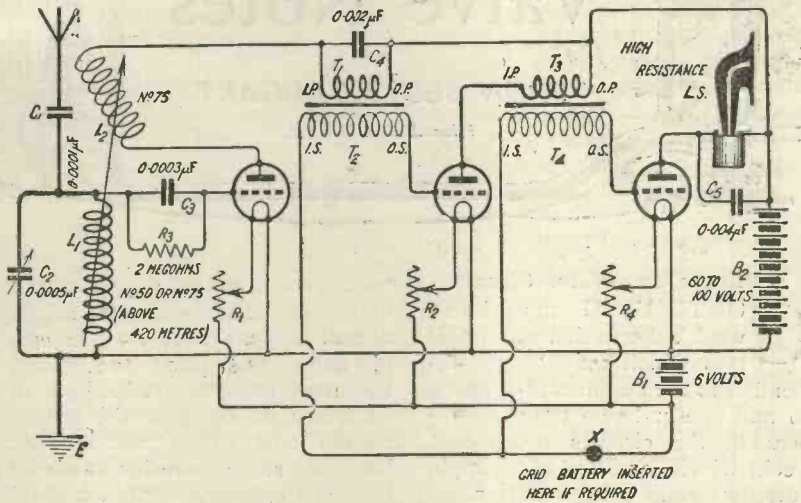 0·002μF
C4
T1
I.P.
O.P.
I.S.
T2
O.S.
I.P.
T3
O.P.
I.S.
T4
O.S.
HIGH
RESISTANCE
L.S.
C1
0·0001μF
L2
Nº75
0·0003μF
C3
R3
2 MEGOHMS
L1
Nº50 OR Nº75
(ABOVE
420 METRES)
C2
0·0005μF
R1
R2
R4
C5
0·004μF
B2
60 TO
100 VOLTS
B1
6 VOLTS
E
X
GRID BATTERY INSERTED
HERE IF REQUIRED